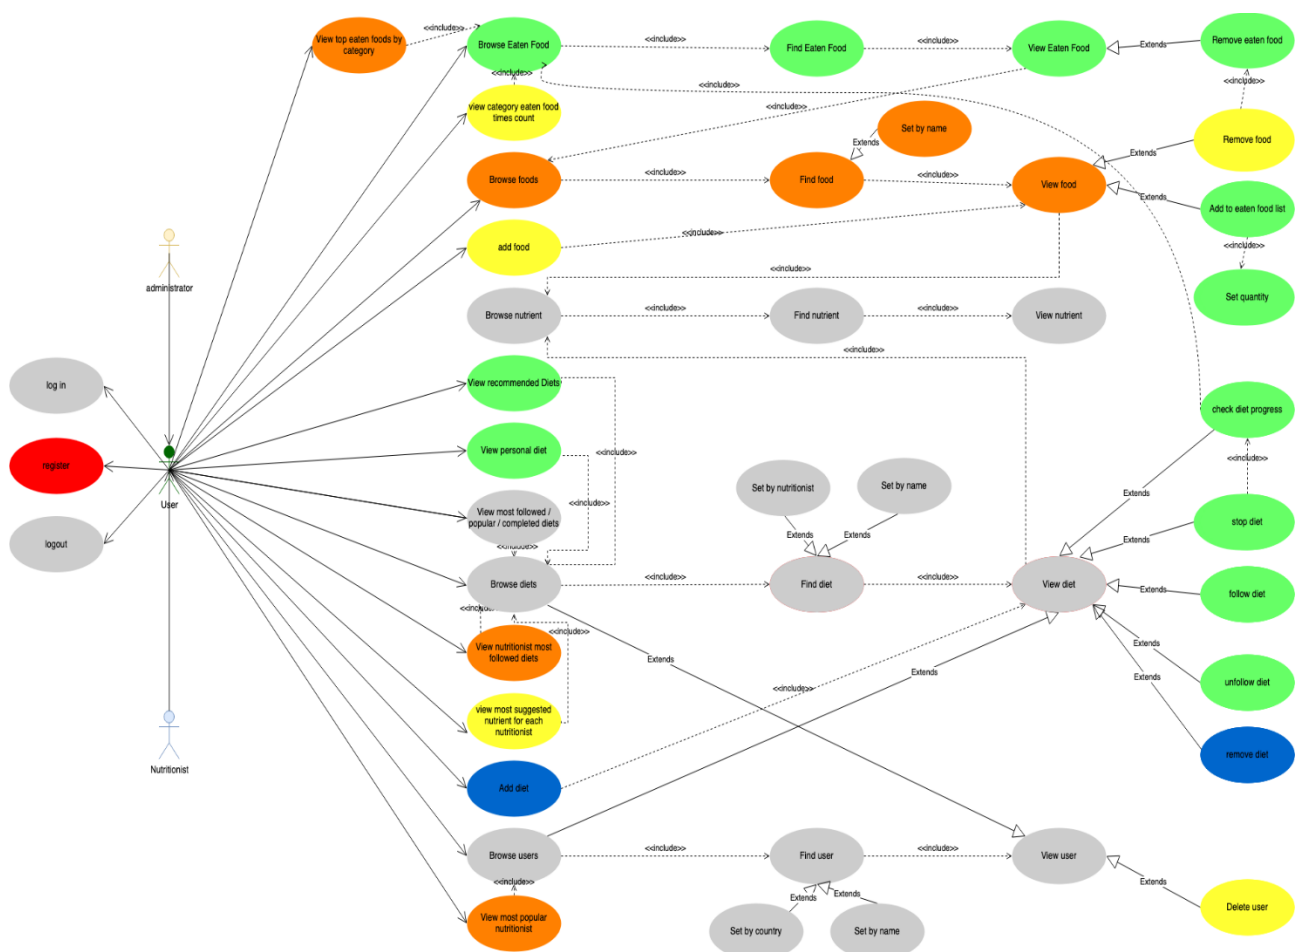 View top eaten foods by
category
<<include>>
Browse Eaten Food
<<include>>
Find Eaten Food
<<include>>
View Eaten Food
Extends
Remove eaten food
<<include>>
view category eaten food
times count
<<include>>
<<include>>
Set by name
Extends
Remove food
Extends
Browse foods
<<include>>
Find food
<<include>>
View food
Extends
Add to eaten food list
<<include>>
add food
<<include>>
<<include>>
Set quantity
administrator
Browse nutrient
<<include>>
Find nutrient
<<include>>
View nutrient
<<include>>
log in
View recommended Diets
check diet progress
register
User
View personal diet
<<include>>
<<include>>
<<include>>
Set by nutritionist
Set by name
Extends
logout
View most followed /
popular / completed diets
<<include>>
Extends
Extends
Extends
stop diet
Browse diets
<<include>>
Find diet
<<include>>
View diet
Extends
follow diet
<<include>>
<<include>>
View nutritionist most
followed diets
Extends
Extends
Extends
unfollow diet
<<include>>
Extends
view most suggested
nutrient for each
nutritionist
remove diet
Nutritionist
Add diet
Browse users
<<include>>
Find user
<<include>>
View user
<<include>>
Extends
Extends
Extends
View most popular
nutritionist
Set by country
Set by name
Delete user